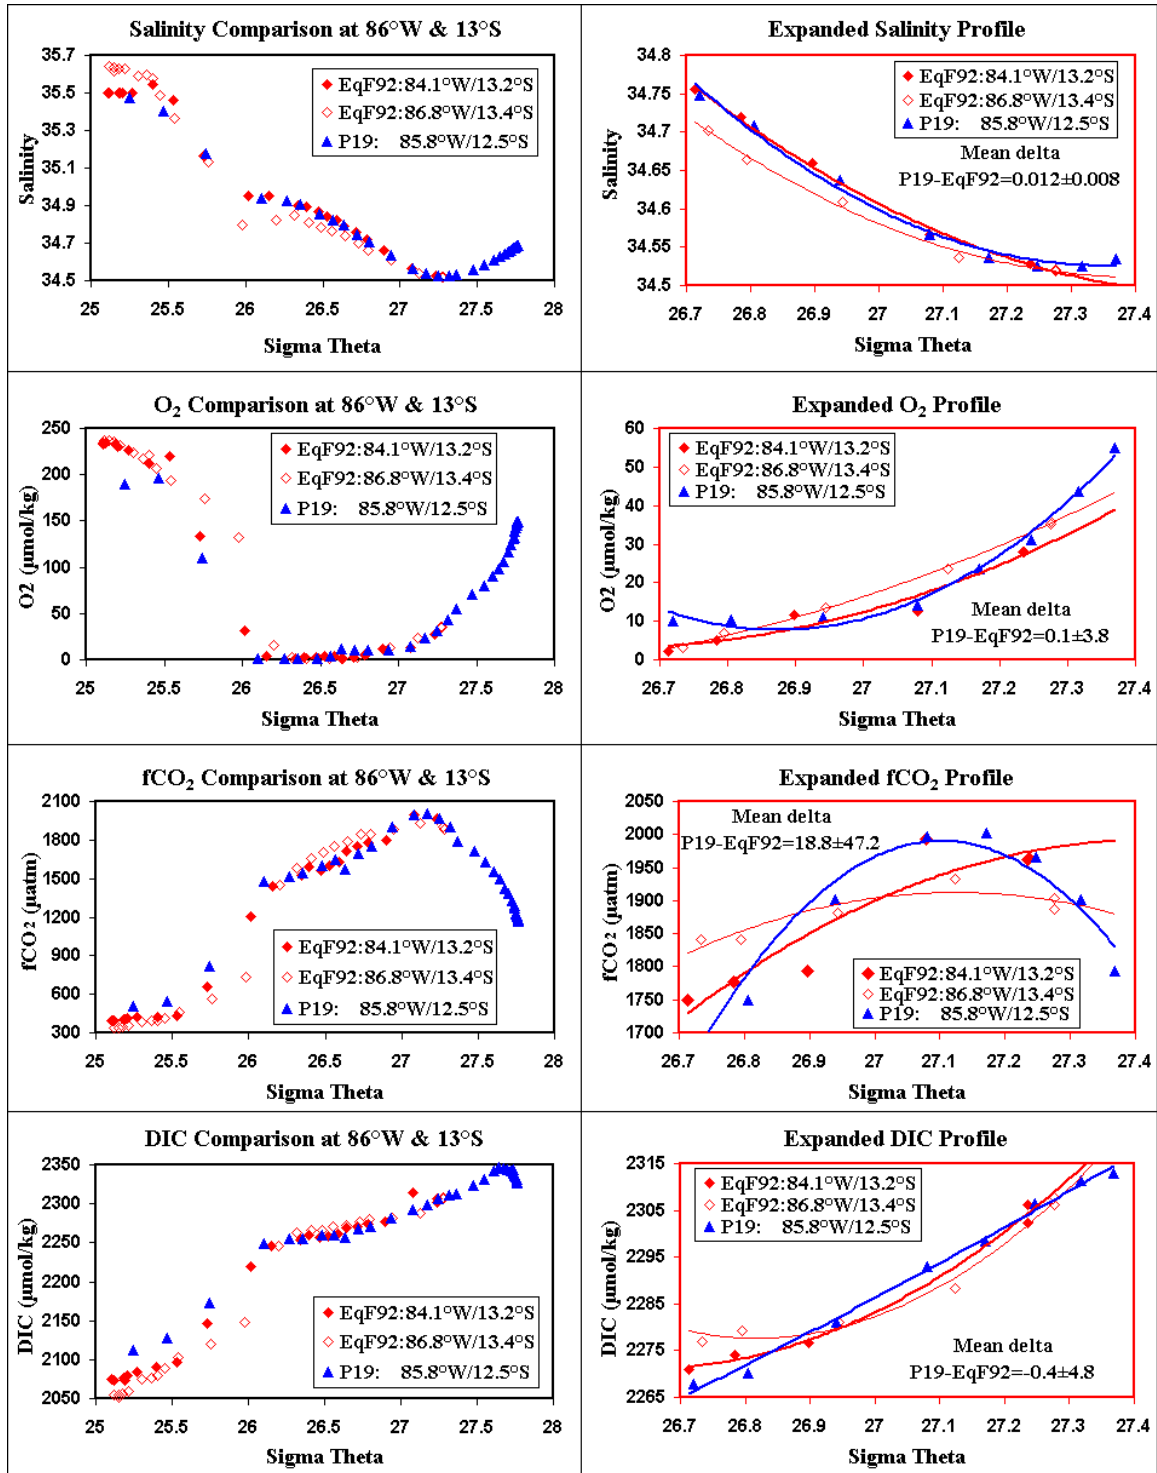 Salinity Comparison at 86°W & 13°S
35.7
35.5
35.3
35.1
34.9
34.7
34.5
Salinity
EqF92:84.1°W/13.2°S
EqF92:86.8°W/13.4°S
P19: 85.8°W/12.5°S
25 25.5 26 26.5 27 27.5 28
Sigma Theta
Expanded Salinity Profile
34.8
34.75
34.7
34.65
34.6
34.55
34.5
Salinity
EqF92:84.1°W/13.2°S
EqF92:86.8°W/13.4°S
P19: 85.8°W/12.5°S
Mean delta
P19-EqF92=0.012±0.008
26.7 26.8 26.9 27 27.1 27.2 27.3 27.4
Sigma Theta
O₂ Comparison at 86°W & 13°S
250
200
150
100
50
0
O2 (µmol/kg)
EqF92:84.1°W/13.2°S
EqF92:86.8°W/13.4°S
P19: 85.8°W/12.5°S
25 25.5 26 26.5 27 27.5 28
Sigma Theta
Expanded O₂ Profile
60
50
40
30
20
10
0
O₂ (µmol/kg)
EqF92:84.1°W/13.2°S
EqF92:86.8°W/13.4°S
P19: 85.8°W/12.5°S
Mean delta
P19-EqF92=0.1±3.8
26.7 26.8 26.9 27 27.1 27.2 27.3 27.4
Sigma Theta
fCO₂ Comparison at 86°W & 13°S
2100
1800
1500
1200
900
600
300
fCO₂ (µatm)
EqF92:84.1°W/13.2°S
EqF92:86.8°W/13.4°S
P19: 85.8°W/12.5°S
25 25.5 26 26.5 27 27.5 28
Sigma Theta
Expanded fCO₂ Profile
2050
2000
1950
1900
1850
1800
1750
1700
fCO₂ (µatm)
Mean delta
P19-EqF92=18.8±47.2
EqF92:84.1°W/13.2°S
EqF92:86.8°W/13.4°S
P19: 85.8°W/12.5°S
26.7 26.8 26.9 27 27.1 27.2 27.3 27.4
Sigma Theta
DIC Comparison at 86°W & 13°S
2350
2300
2250
2200
2150
2100
2050
DIC (µmol/kg)
EqF92:84.1°W/13.2°S
EqF92:86.8°W/13.4°S
P19: 85.8°W/12.5°S
25 25.5 26 26.5 27 27.5 28
Sigma Theta
Expanded DIC Profile
2315
2305
2295
2285
2275
2265
DIC (µmol/kg)
EqF92:84.1°W/13.2°S
EqF92:86.8°W/13.4°S
P19: 85.8°W/12.5°S
Mean delta
P19-EqF92=-0.4±4.8
26.7 26.8 26.9 27 27.1 27.2 27.3 27.4
Sigma Theta